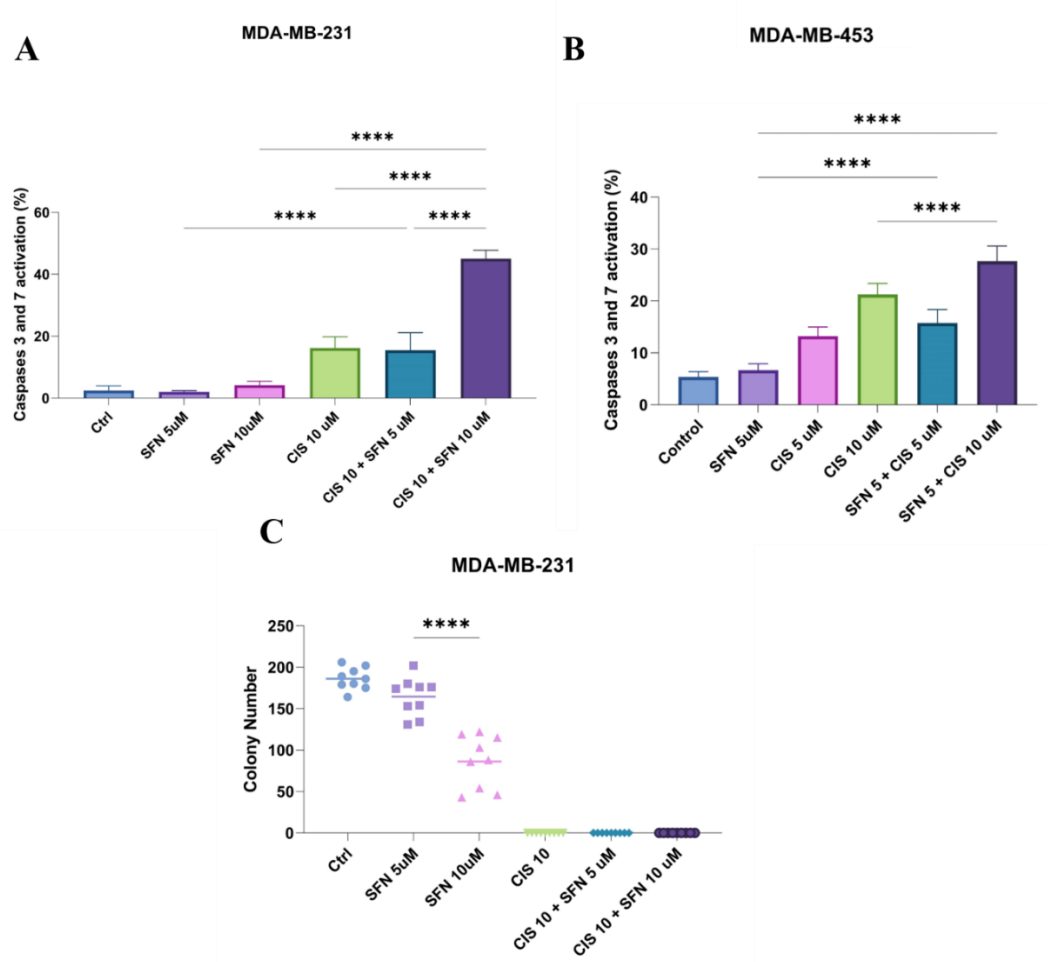 A
MDA-MB-231
Caspases 3 and 7 activation (%)
****
****
****
****
60
40
20
0
Ctrl
SFN 5uM
SFN 10uM
CIS 10 uM
CIS 10 + SFN 5 uM
CIS 10 + SFN 10 uM
B
MDA-MB-453
Caspases 3 and 7 activation (%)
****
****
****
40
30
20
10
0
Control
SFN 5uM
CIS 5 uM
CIS 10 uM
SFN 5 + CIS 5 uM
SFN 5 + CIS 10 uM
C
MDA-MB-231
Colony Number
****
250
200
150
100
50
0
Ctrl
SFN 5uM
SFN 10uM
CIS 10
CIS 10 + SFN 5 uM
CIS 10 + SFN 10 uM